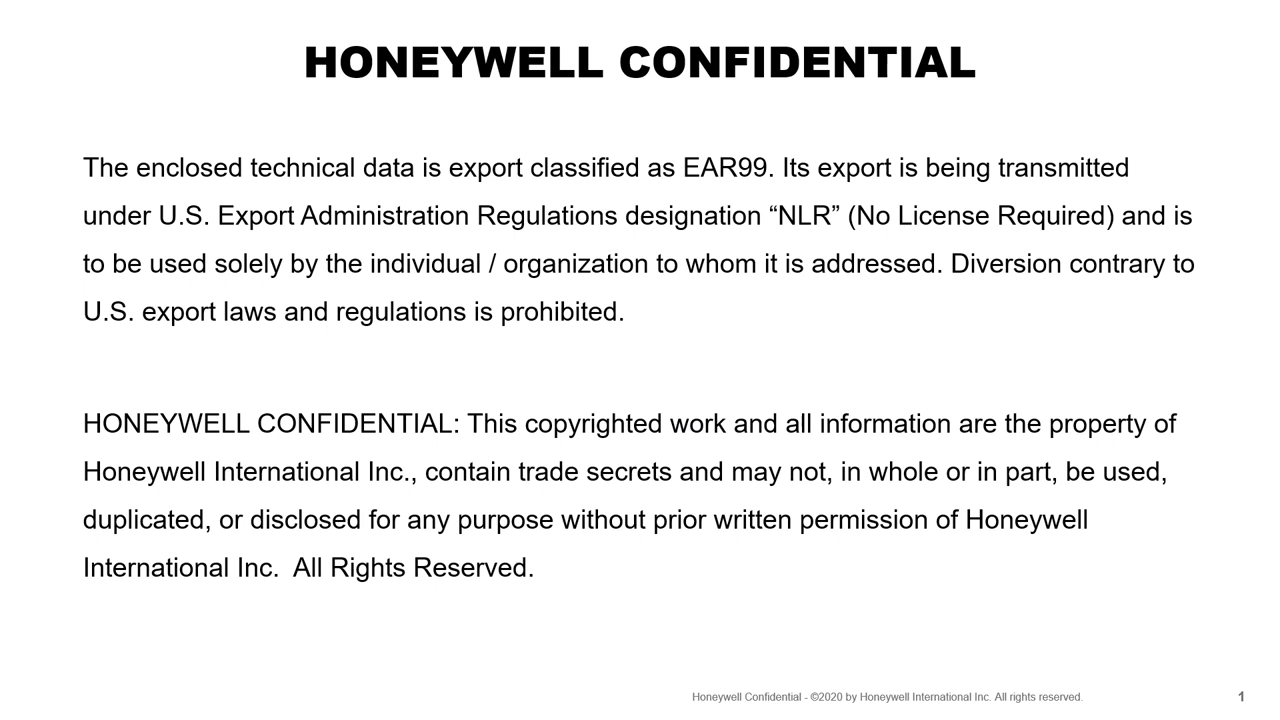 HONEYWELL CONFIDENTIAL
The enclosed technical data is export classified as EAR99. Its export is being transmitted
under U.S. Export Administration Regulations designation “NLR” (No License Required) and is
to be used solely by the individual / organization to whom it is addressed. Diversion contrary to
U.S. export laws and regulations is prohibited.
HONEYWELL CONFIDENTIAL: This copyrighted work and all information are the property of
Honeywell International Inc., contain trade secrets and may not, in whole or in part, be used,
duplicated, or disclosed for any purpose without prior written permission of Honeywell
International Inc.  All Rights Reserved.
Honeywell Confidential - ©2020 by Honeywell International Inc. All rights reserved.
1